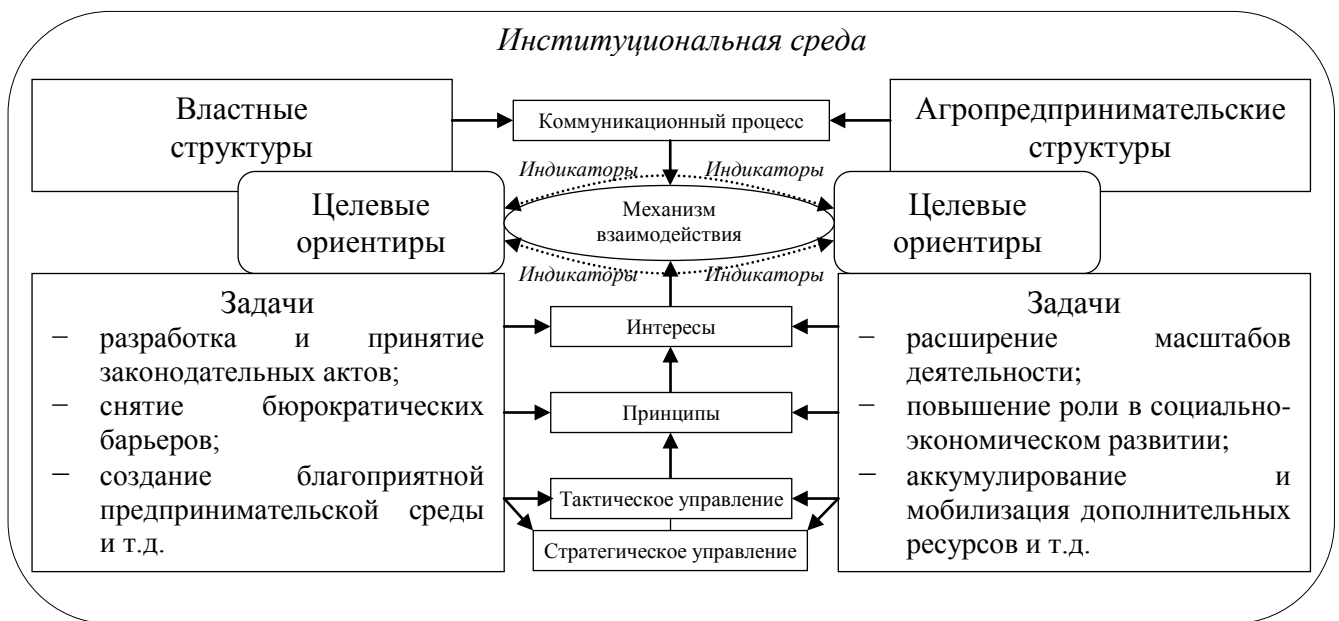 Институциональная среда
Властные
структуры
Коммуникационный процесс
Агропредпринимательские
структуры
Индикаторы
Индикаторы
Целевые
ориентиры
Механизм
взаимодействия
Целевые
ориентиры
Индикаторы
Индикаторы
Задачи
− разработка и принятие
законодательных актов;
− снятие бюрократических
барьеров;
− создание благоприятной
предпринимательской среды
и т.д.
Интересы
Принципы
Тактическое управление
Стратегическое управление
Задачи
− расширение масштабов
деятельности;
− повышение роли в социально-
экономическом развитии;
− аккумулирование и
мобилизация дополнительных
ресурсов и т.д.